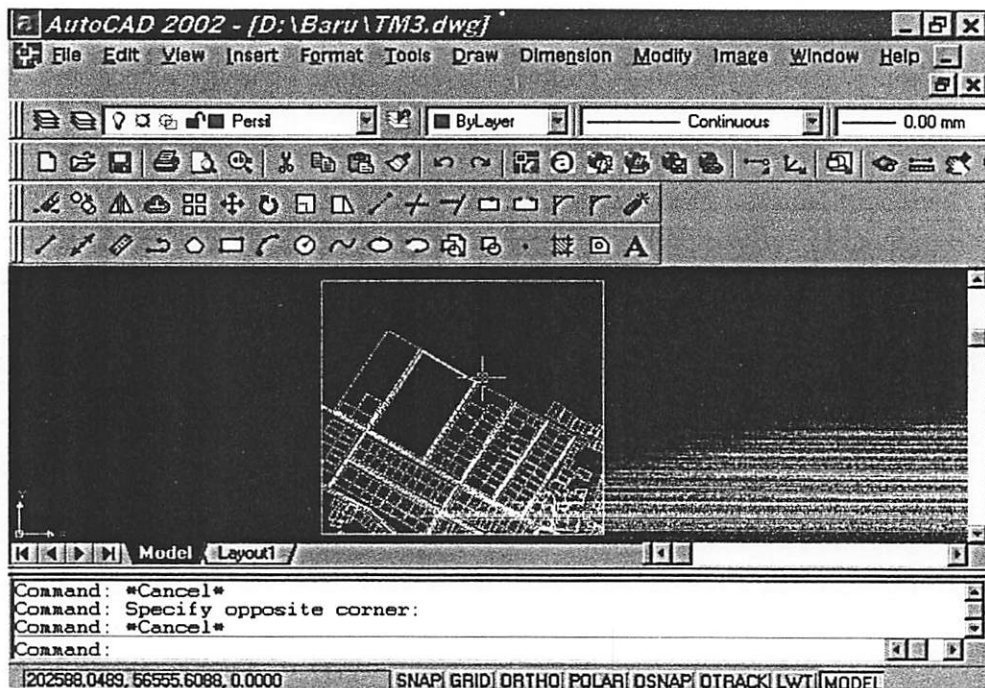 AutoCAD 2002 - [D:\Baru\TM3.dwg]
File Edit View Insert Format Tools Draw Dimension Modify Image Window Help
Persil ByLayer Continuous 0.00 mm
A
Model Layout1
Command: *Cancel*
Command: Specify opposite corner:
Command: *Cancel*
Command:
202588.0489, 56555.6088, 0.0000 SNAP GRID ORTHO POLAR OSNAP OTRACK LWT MODEL